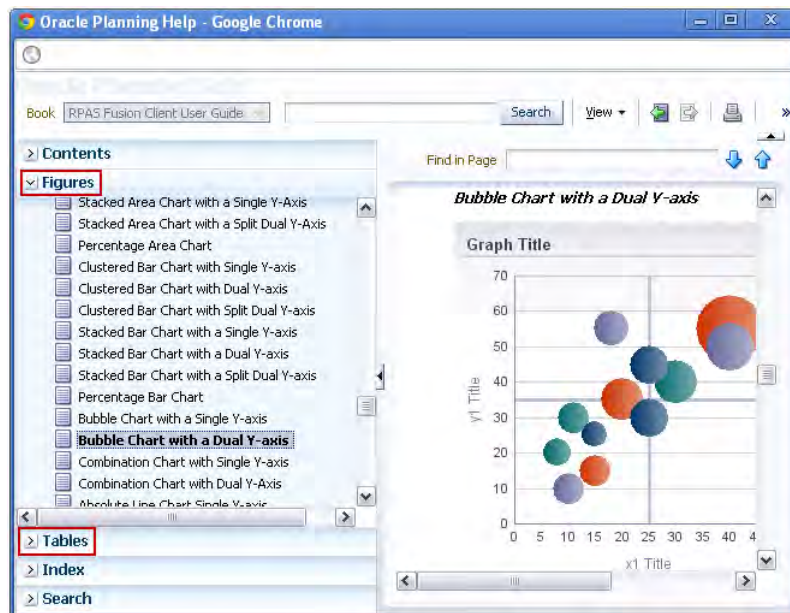 Oracle Planning Help - Google Chrome
Book RPAS Fusion Client User Guide Search View »
Contents
Figures
Stacked Area Chart with a Single Y-Axis
Stacked Area Chart with a Split Dual Y-Axis
Percentage Area Chart
Clustered Bar Chart with Single Y-axis
Clustered Bar Chart with Dual Y-axis
Clustered Bar Chart with Split Dual Y-axis
Stacked Bar Chart with a Single Y-axis
Stacked Bar Chart with a Dual Y-axis
Stacked Bar Chart with a Split Dual Y-axis
Percentage Bar Chart
Bubble Chart with a Single Y-axis
Bubble Chart with a Dual Y-axis
Combination Chart with Single Y-axis
Combination Chart with Dual Y-Axis
Absolute Line Chart Single Y-axis
Tables
Index
Search
Find in Page
Bubble Chart with a Dual Y-axis
Graph Title
y1 Title
70
60
50
40
30
20
10
0
0 5 10 15 20 25 30 35 40 4
x1 Title